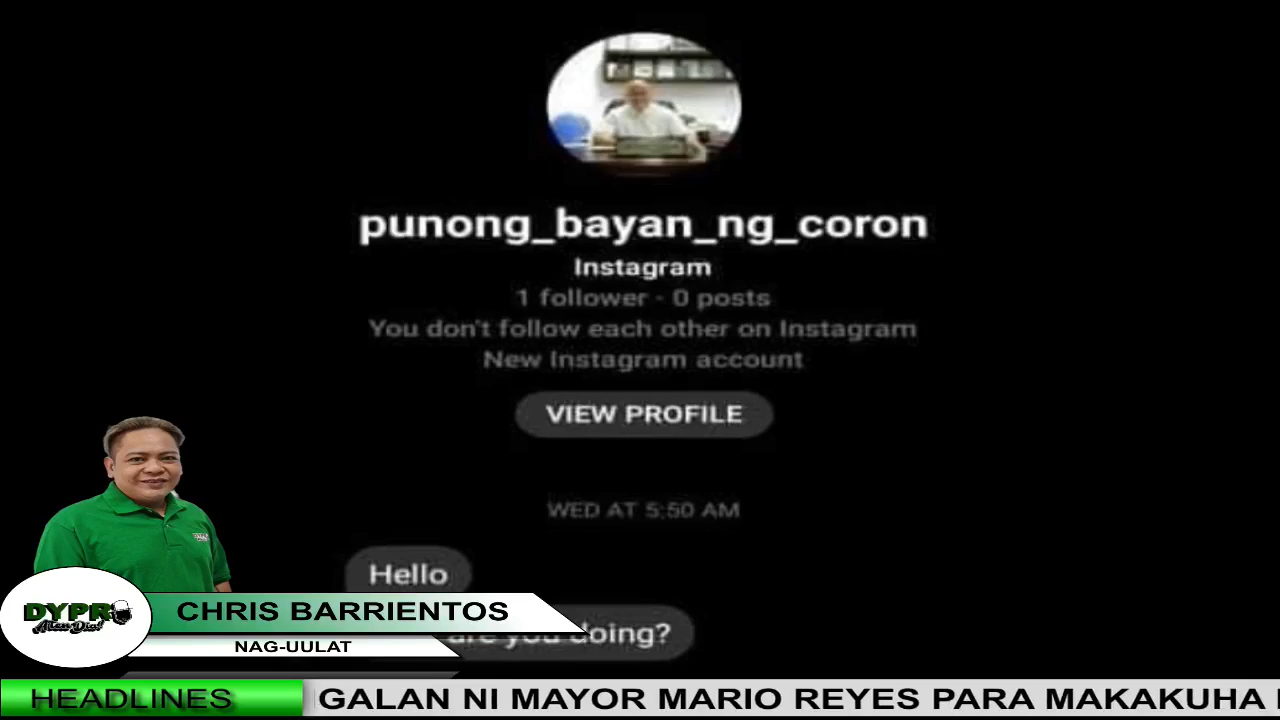 punong_bayan_ng_coron
Instagram
1 follower · 0 posts
You don't follow each other on Instagram
New Instagram account
VIEW PROFILE
WED AT 5:50 AM
Hello
are you doing?
DYPR
CHRIS BARRIENTOS
NAG-UULAT
HEADLINES
GALAN NI MAYOR MARIO REYES PARA MAKAKUHA